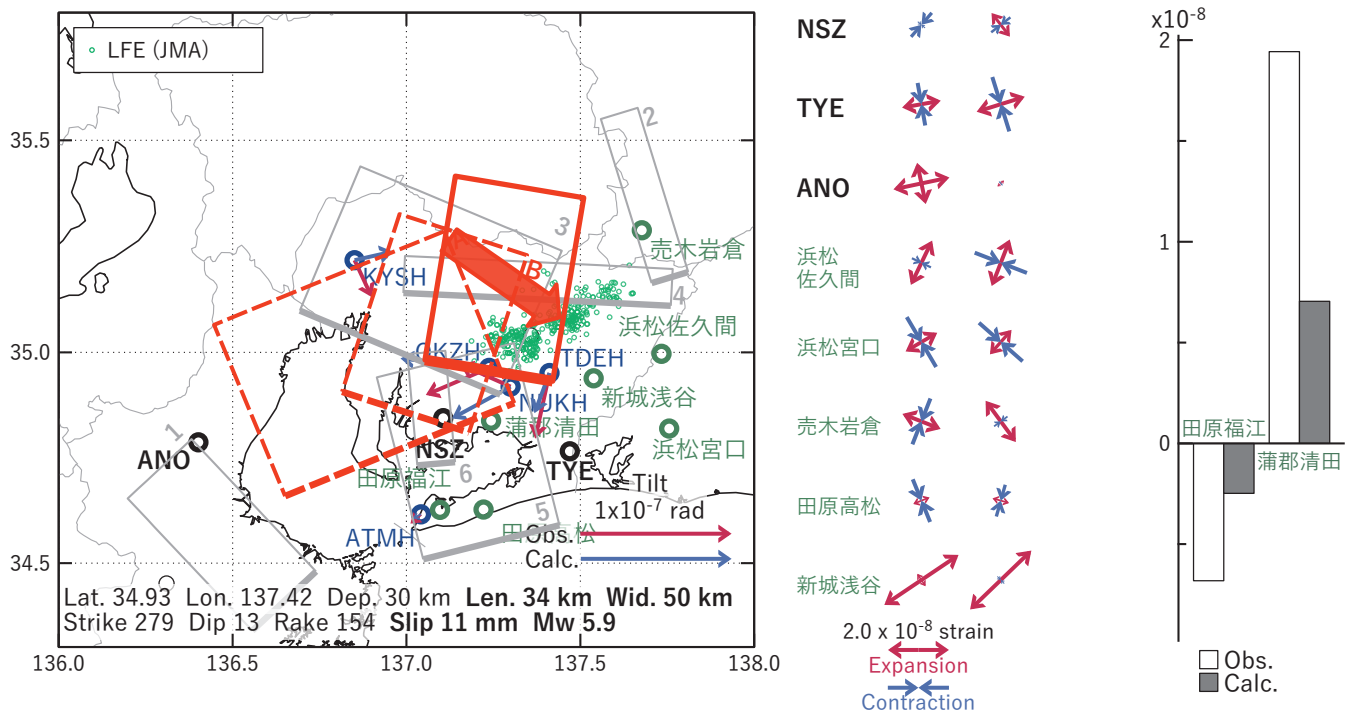 LFE (JMA)
35.5
35.0
34.5
136.0
136.5
137.0
137.5
138.0
2
3
売木岩倉
A
B
KYSH
4
浜松佐久間
GKZH
TDEH
NUKH
新城浅谷
蒲郡清田
浜松宮口
1
ANO
NSZ
TYE
田原福江
6
Tilt
1x10⁻⁷ rad
5
ATMH
Obs.
Calc.
Lat. 34.93 Lon. 137.42 Dep. 30 km Len. 34 km Wid. 50 km
Strike 279 Dip 13 Rake 154 Slip 11 mm Mw 5.9
NSZ
TYE
ANO
浜松
佐久間
浜松宮口
売木岩倉
田原高松
新城浅谷
2.0 x 10⁻⁸ strain
Expansion
Contraction
x10⁻⁸
2
1
0
田原福江
蒲郡清田
Obs.
Calc.